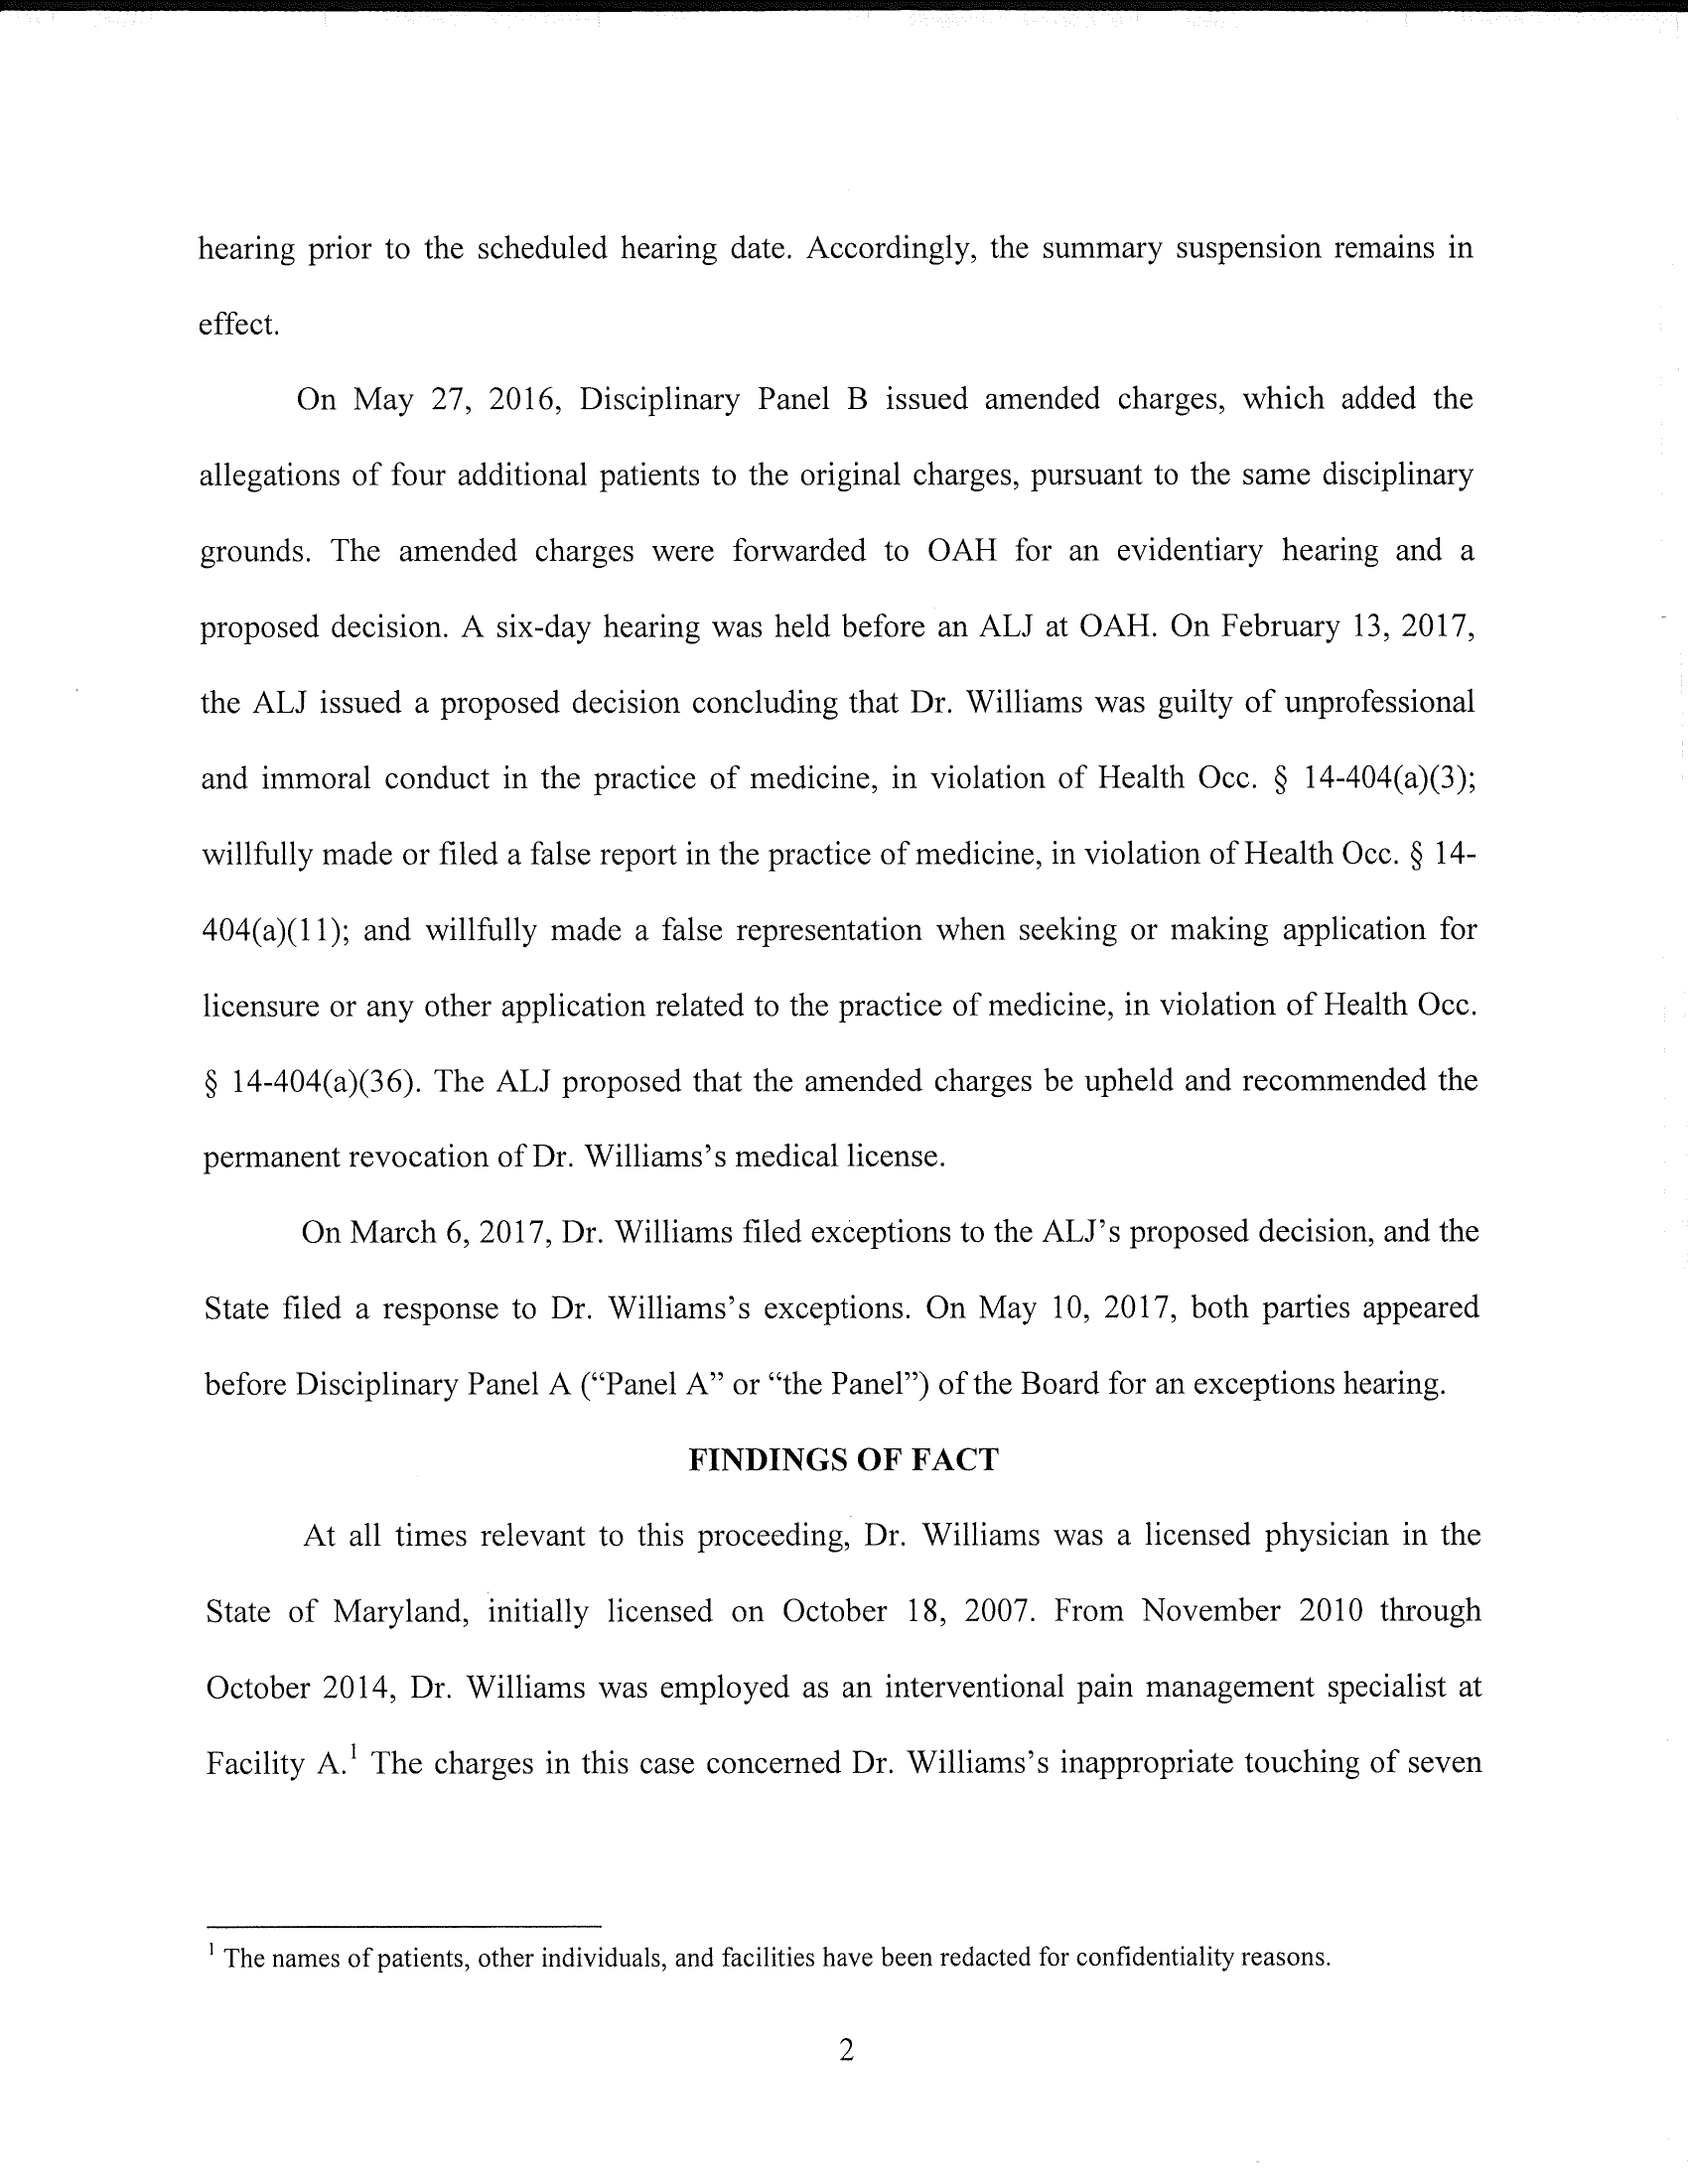 hearing prior to the scheduled hearing date. Accordingly, the summary suspension remains in
effect.
On May 27, 2016, Disciplinary Panel B issued amended charges, which added the
allegations of four additional patients to the original charges, pursuant to the same disciplinary
grounds. The amended charges were forwarded to OAH for an evidentiary hearing and a
proposed decision. A six-day hearing was held before an ALJ at OAH. On February 13, 2017,
the ALJ issued a proposed decision concluding that Dr. Williams was guilty of unprofessional
and immoral conduct in the practice of medicine, in violation of Health Occ. § 14-404(a)(3);
willfully made or filed a false report in the practice of medicine, in violation of Health Occ. § 14-
404(a)(11); and willfully made a false representation when seeking or making application for
licensure or any other application related to the practice of medicine, in violation of Health Occ.
§ 14-404(a)(36). The ALJ proposed that the amended charges be upheld and recommended the
permanent revocation of Dr. Williams’s medical license.
On March 6, 2017, Dr. Williams filed exceptions to the ALJ’s proposed decision, and the
State filed a response to Dr. Williams’s exceptions. On May 10, 2017, both parties appeared
before Disciplinary Panel A (“Panel A” or “the Panel”) of the Board for an exceptions hearing.
FINDINGS OF FACT
At all times relevant to this proceeding, Dr. Williams was a licensed physician in the
State of Maryland, initially licensed on October 18, 2007. From November 2010 through
October 2014, Dr. Williams was employed as an interventional pain management specialist at
Facility A.¹ The charges in this case concerned Dr. Williams’s inappropriate touching of seven
¹ The names of patients, other individuals, and facilities have been redacted for confidentiality reasons.
2